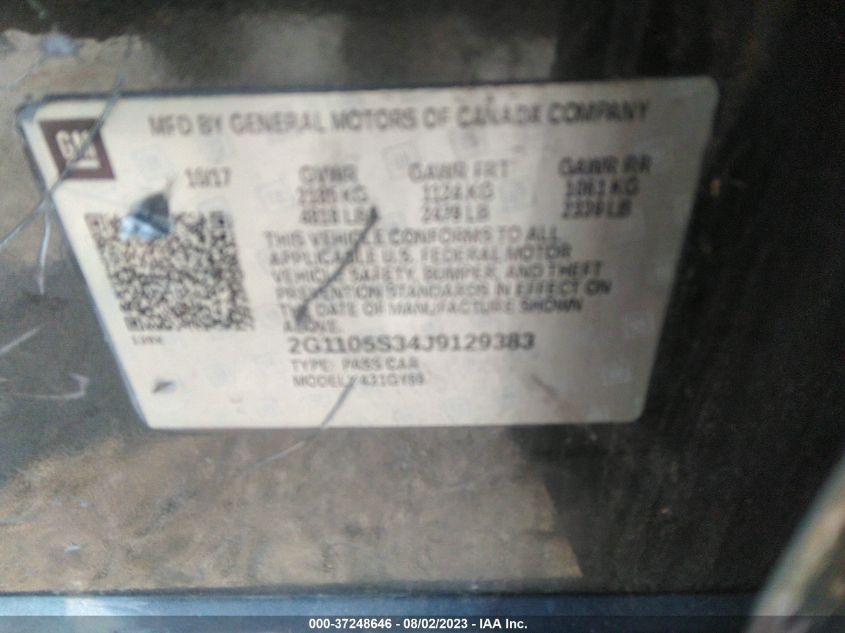 GM
MFD BY GENERAL MOTORS OF CANADA COMPANY
10/17 GVWR GAWR FRT GAWR RR
2185 KG 1124 KG 1061 KG
4818 LB 2478 LB 2339 LB
THIS VEHICLE CONFORMS TO ALL
APPLICABLE U.S. FEDERAL MOTOR
VEHICLE SAFETY, BUMPER, AND THEFT
PREVENTION STANDARDS IN EFFECT ON
THE DATE OF MANUFACTURE SHOWN
ABOVE.
2G1105S34J9129383
TYPE: PASS CAR
MODEL:
000-37248646 - 08/02/2023 - IAA Inc.